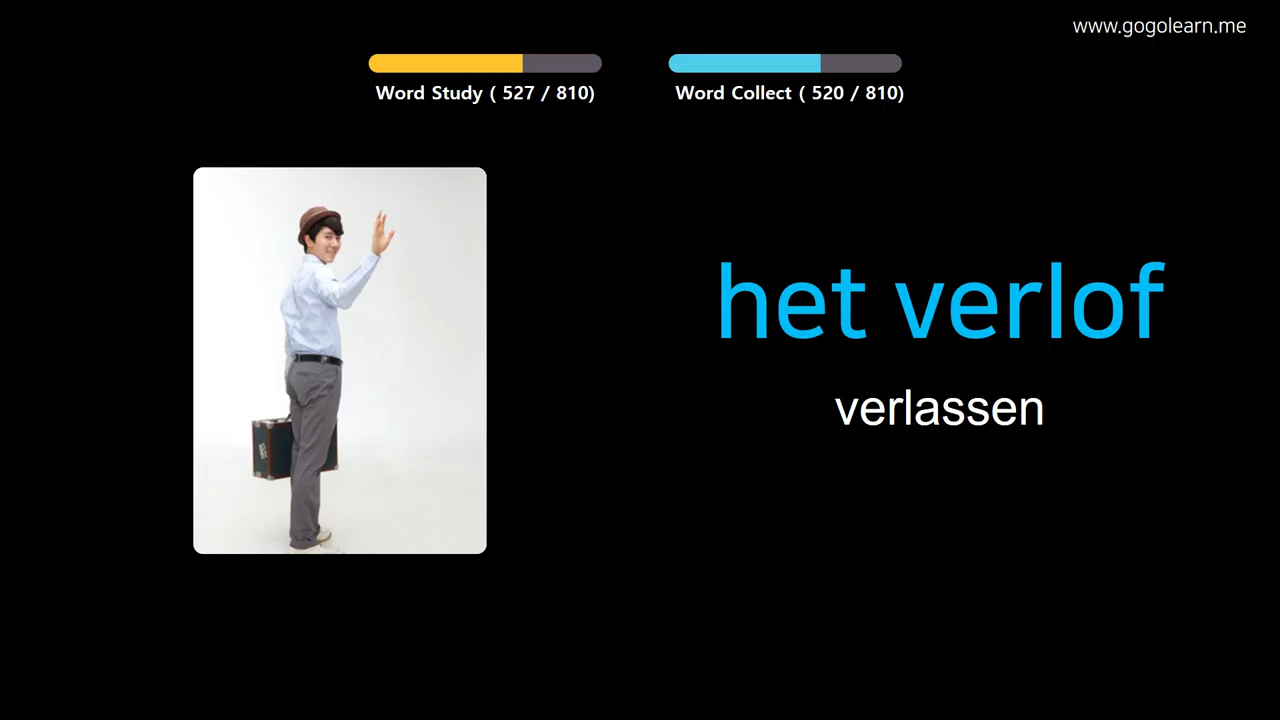 www.gogolearn.me
Word Study ( 527 / 810)
Word Collect ( 520 / 810)
het verlof
verlassen